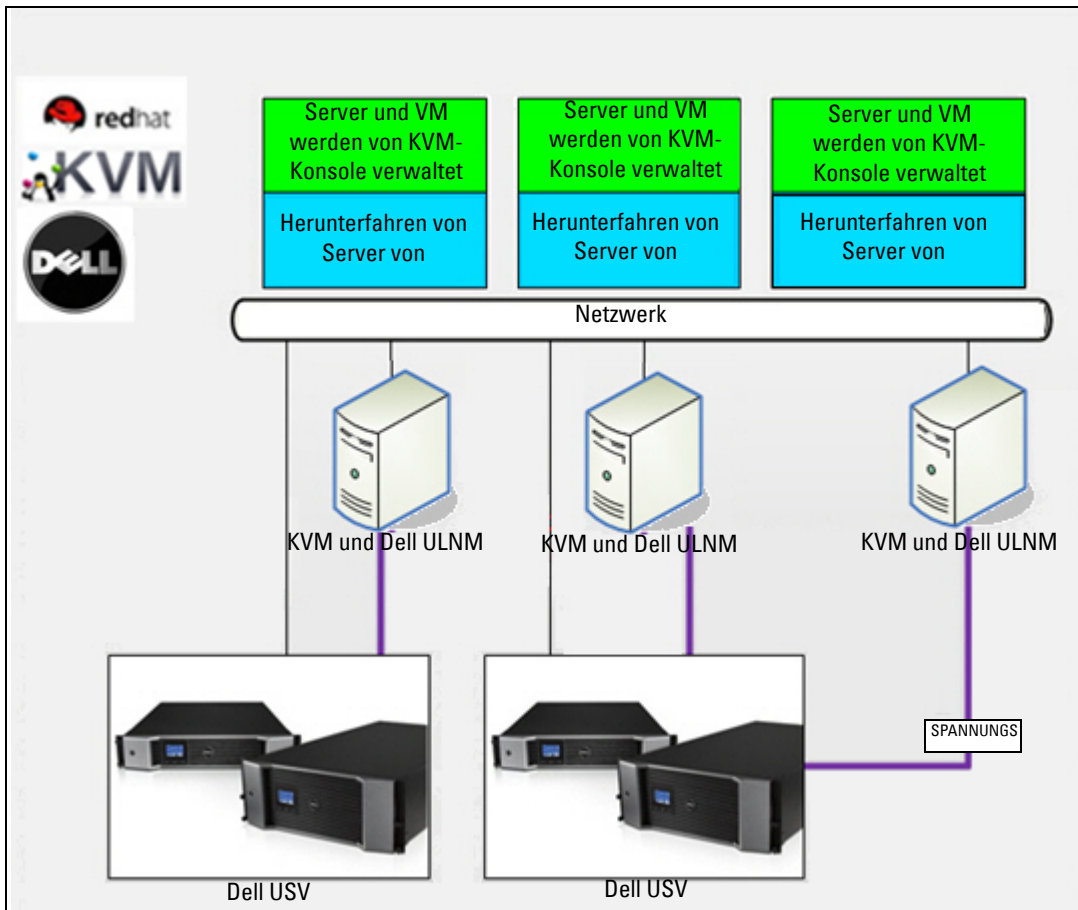 redhat
KVM
DELL
Server und VM
werden von KVM-
Konsole verwaltet
Herunterfahren von
Server von
Server und VM
werden von KVM-
Konsole verwaltet
Herunterfahren von
Server von
Server und VM
werden von KVM-
Konsole verwaltet
Herunterfahren von
Server von
Netzwerk
KVM und Dell ULNM
KVM und Dell ULNM
KVM und Dell ULNM
SPANNUNGS
Dell USV
Dell USV